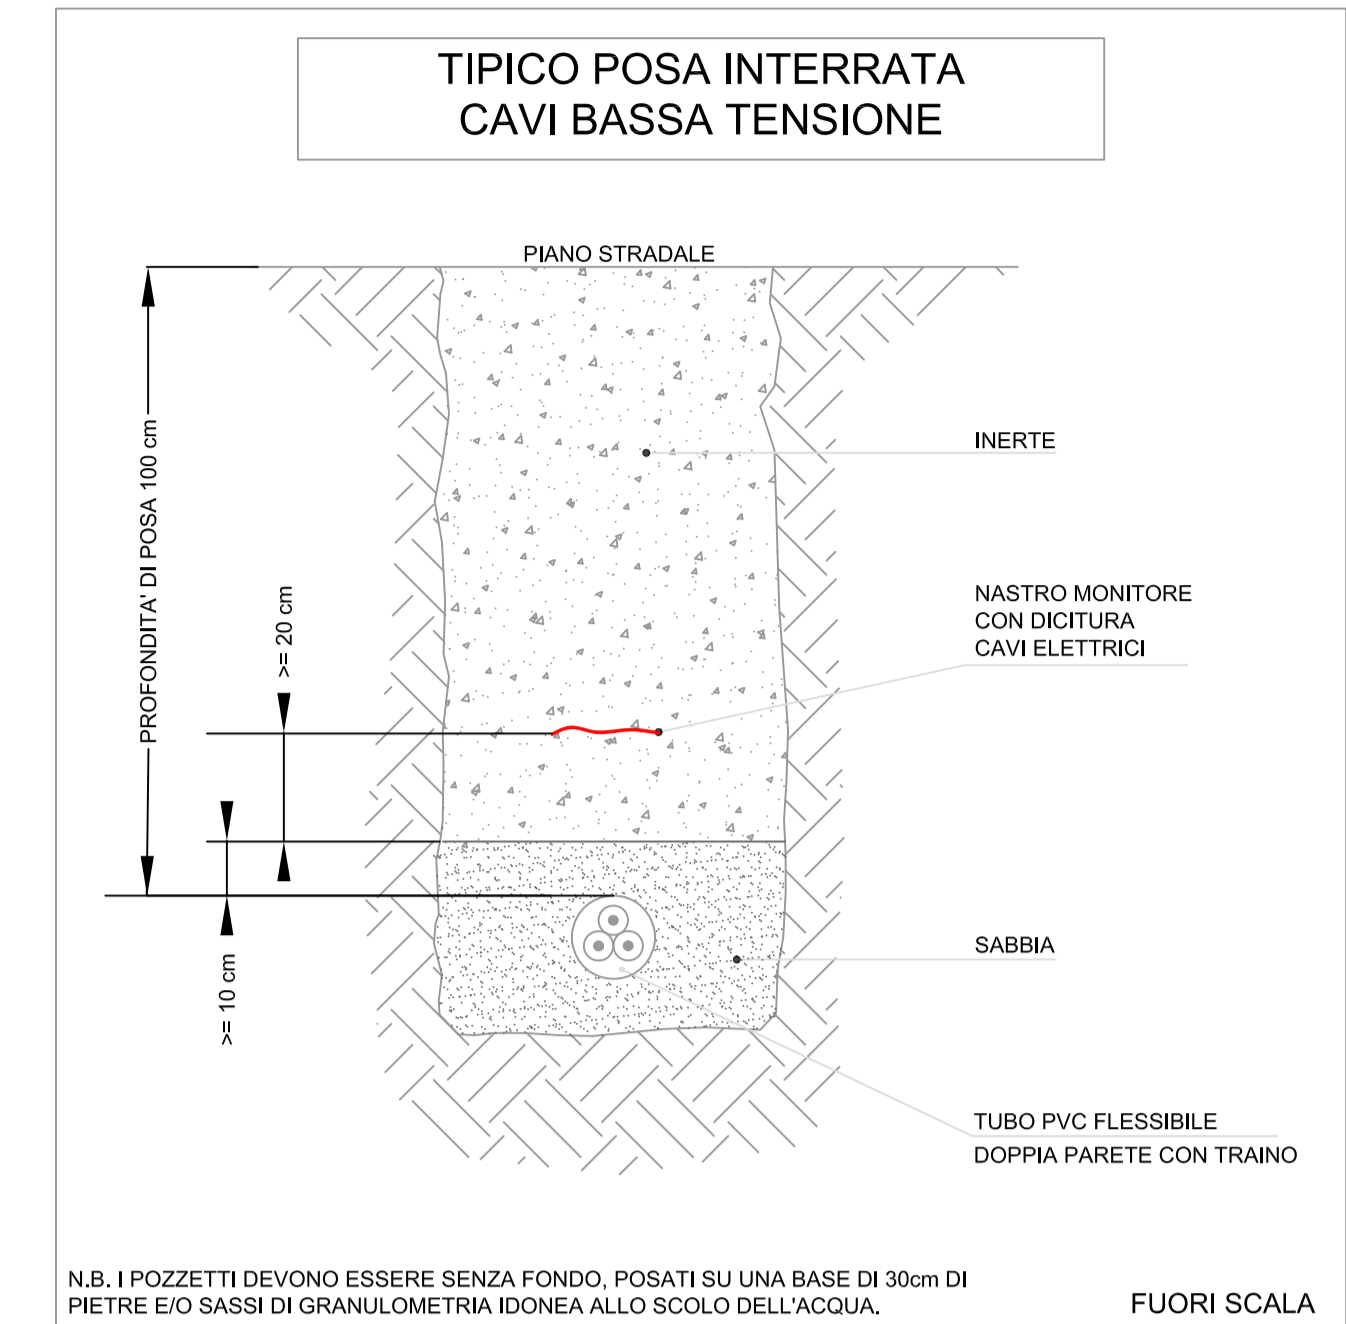 TIPICO POSA INTERRATA
CAVI BASSA TENSIONE
PIANO STRADALE
PROFONDITA' DI POSA 100 cm
>= 20 cm
>= 10 cm
INERTE
NASTRO MONITORE
CON DICITURA
CAVI ELETTRICI
SABBIA
TUBO PVC FLESSIBILE
DOPPIA PARETE CON TRAINO
N.B. I POZZETTI DEVONO ESSERE SENZA FONDO, POSATI SU UNA BASE DI 30cm DI
PIETRE E/O SASSI DI GRANULOMETRIA IDONEA ALLO SCOLO DELL'ACQUA.
FUORI SCALA